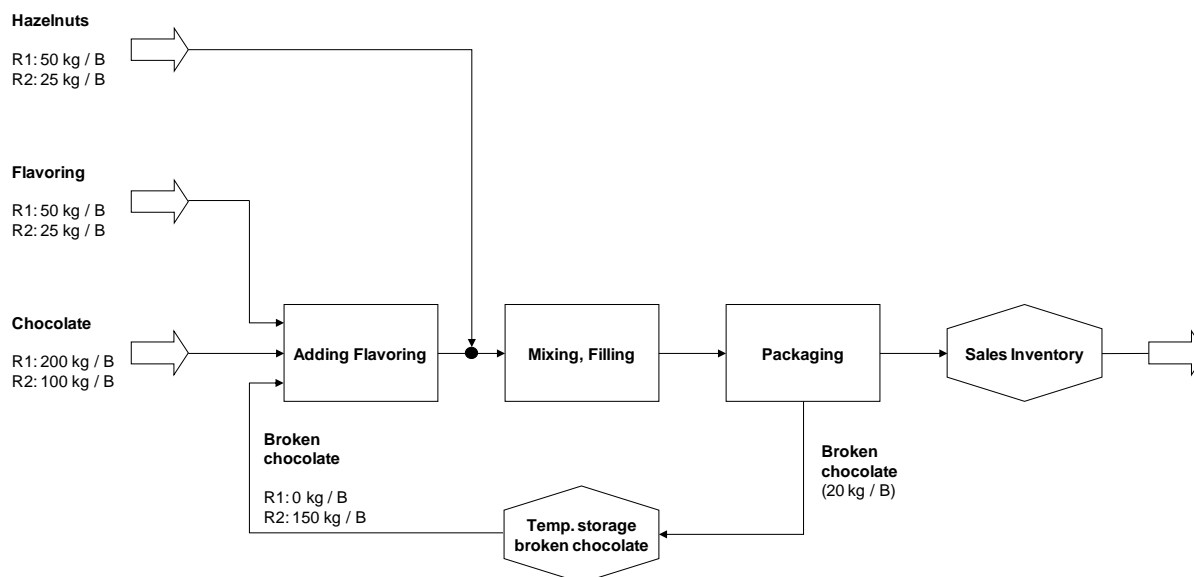 Hazelnuts
R1: 50 kg / B
R2: 25 kg / B
Flavoring
R1: 50 kg / B
R2: 25 kg / B
Chocolate
R1: 200 kg / B
R2: 100 kg / B
Adding Flavoring
Mixing, Filling
Packaging
Sales Inventory
Broken
chocolate
R1: 0 kg / B
R2: 150 kg / B
Broken
chocolate
(20 kg / B)
Temp. storage
broken chocolate